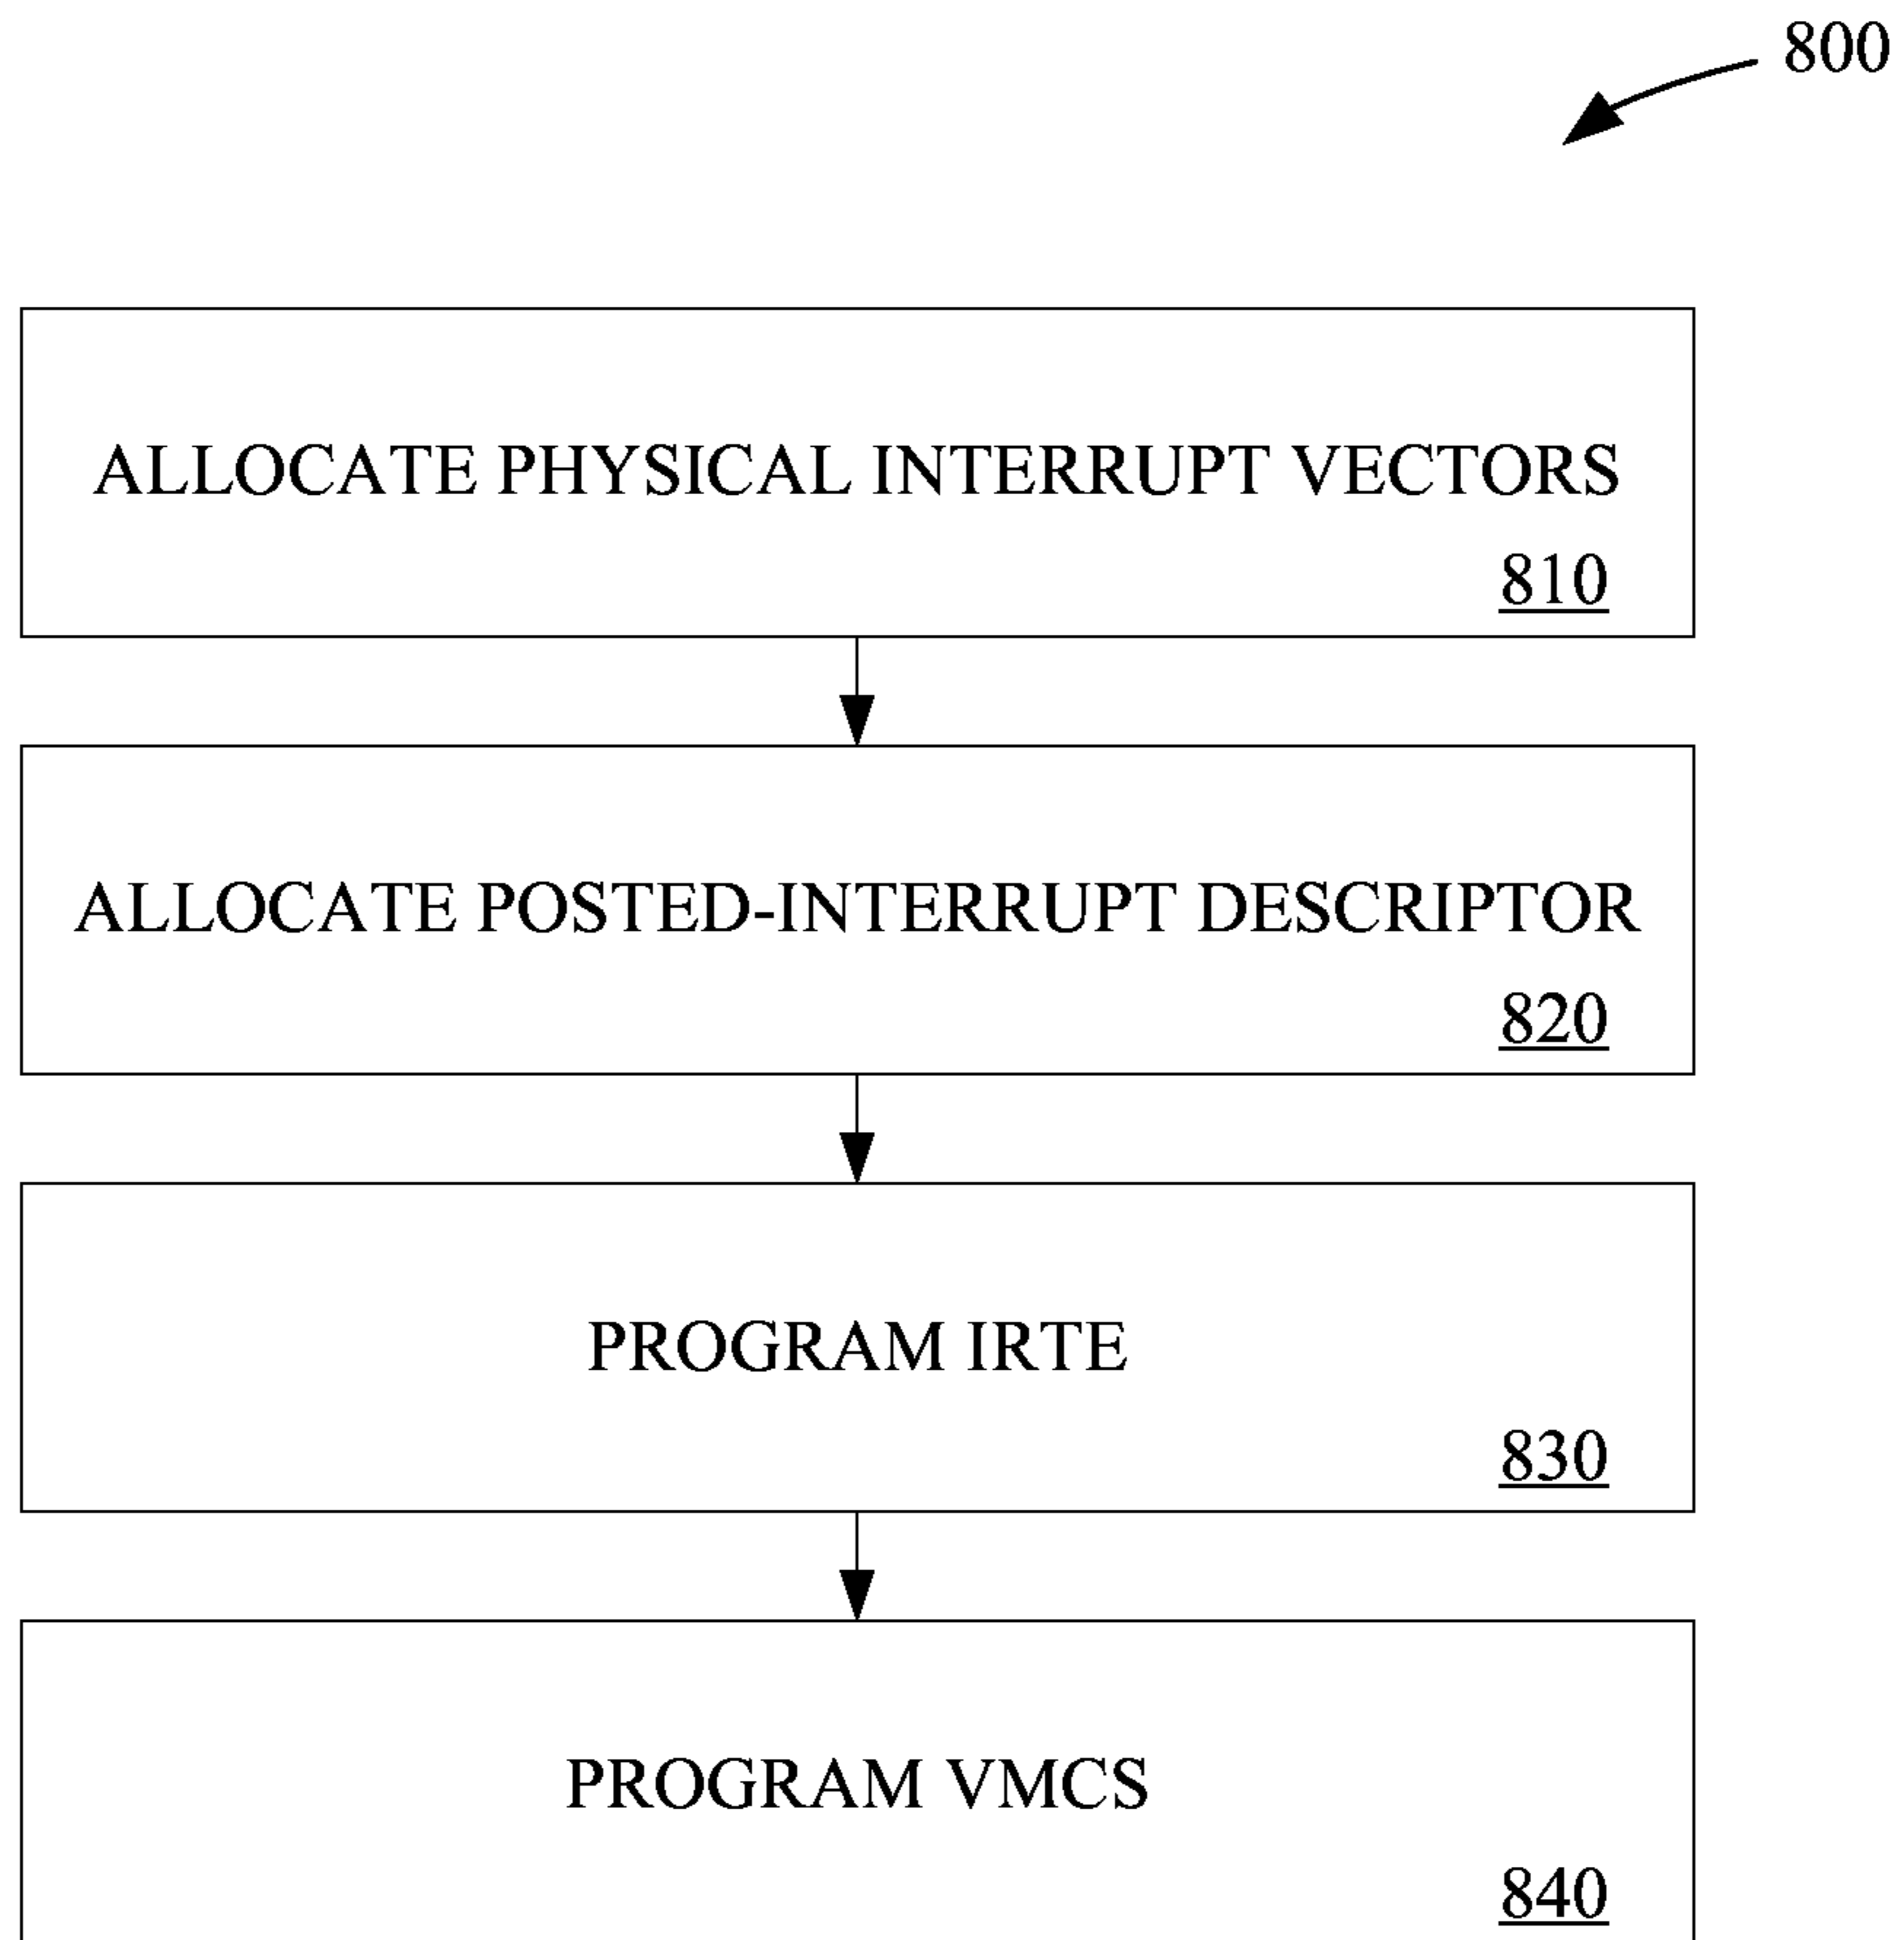 800
ALLOCATE PHYSICAL INTERRUPT VECTORS
810
ALLOCATE POSTED-INTERRUPT DESCRIPTOR
820
PROGRAM IRTE
830
PROGRAM VMCS
840